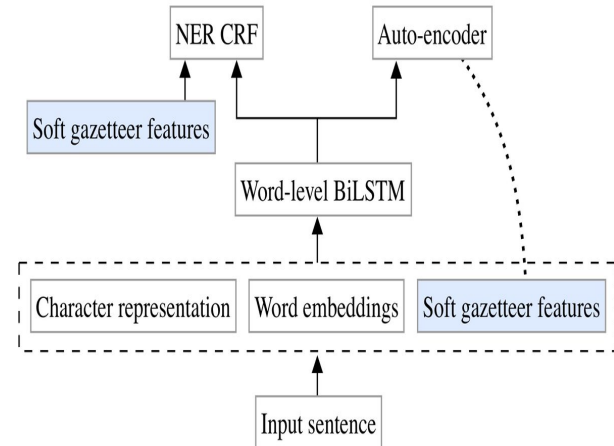 NER CRF
Auto-encoder
Soft gazetteer features
Word-level BiLSTM
Character representation
Word embeddings
Soft gazetteer features
Input sentence